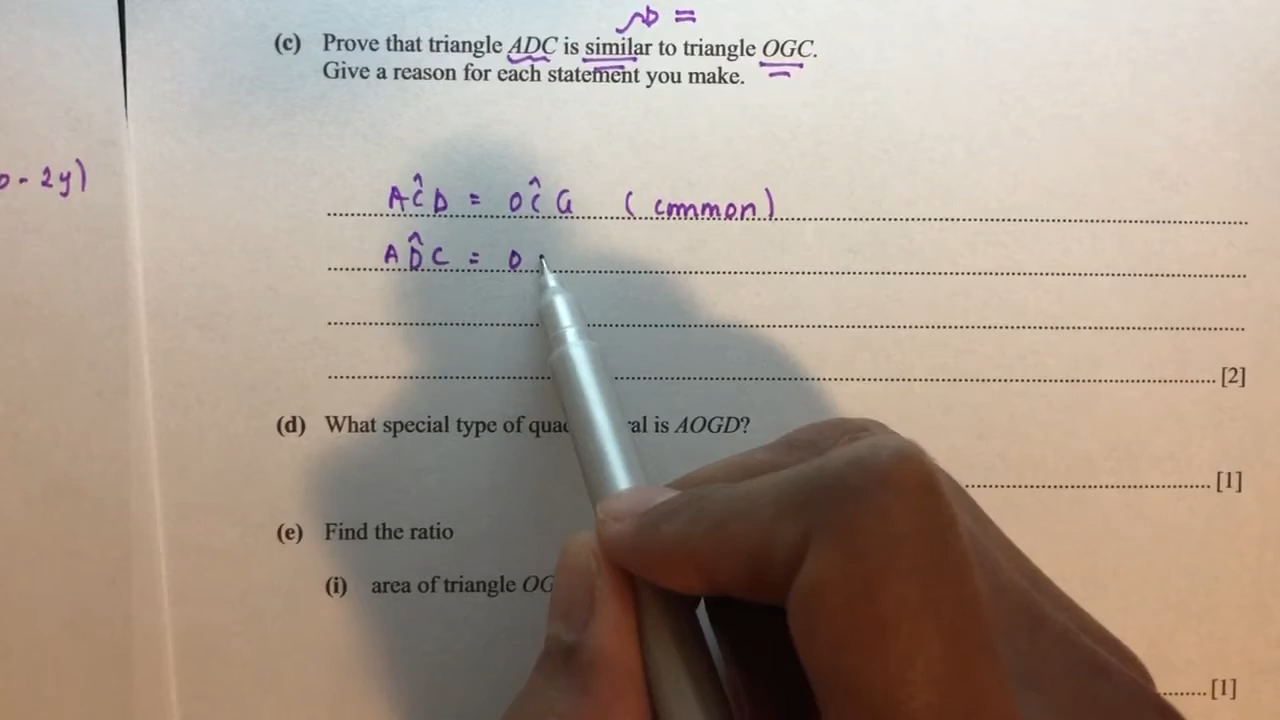 (c) Prove that triangle ADC is similar to triangle OGC.
Give a reason for each statement you make.
- 2y)
AĈD = OĈG (common)
AD̂C = O
[2]
(d) What special type of al is AOGD?
[1]
(e) Find the ratio
(i) area of triangle OG
[1]